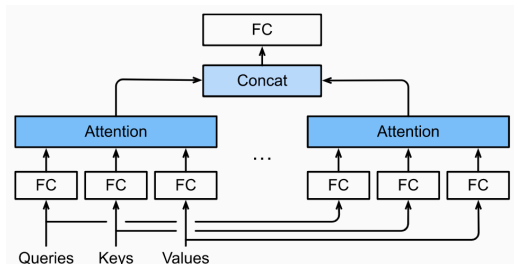 FC
Concat
Attention ... Attention
FC FC FC FC FC FC
Queries Keys Values